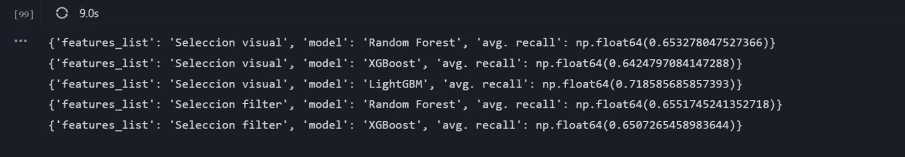 [99] 9.0s
{'features_list': 'Seleccion visual', 'model': 'Random Forest', 'avg. recall': np.float64(0.653278047527366)}
{'features_list': 'Seleccion visual', 'model': 'XGBoost', 'avg. recall': np.float64(0.6424797084147288)}
{'features_list': 'Seleccion visual', 'model': 'LightGBM', 'avg. recall': np.float64(0.718585685857393)}
{'features_list': 'Seleccion filter', 'model': 'Random Forest', 'avg. recall': np.float64(0.6551745241352718)}
{'features_list': 'Seleccion filter', 'model': 'XGBoost', 'avg. recall': np.float64(0.6507265458983644)}